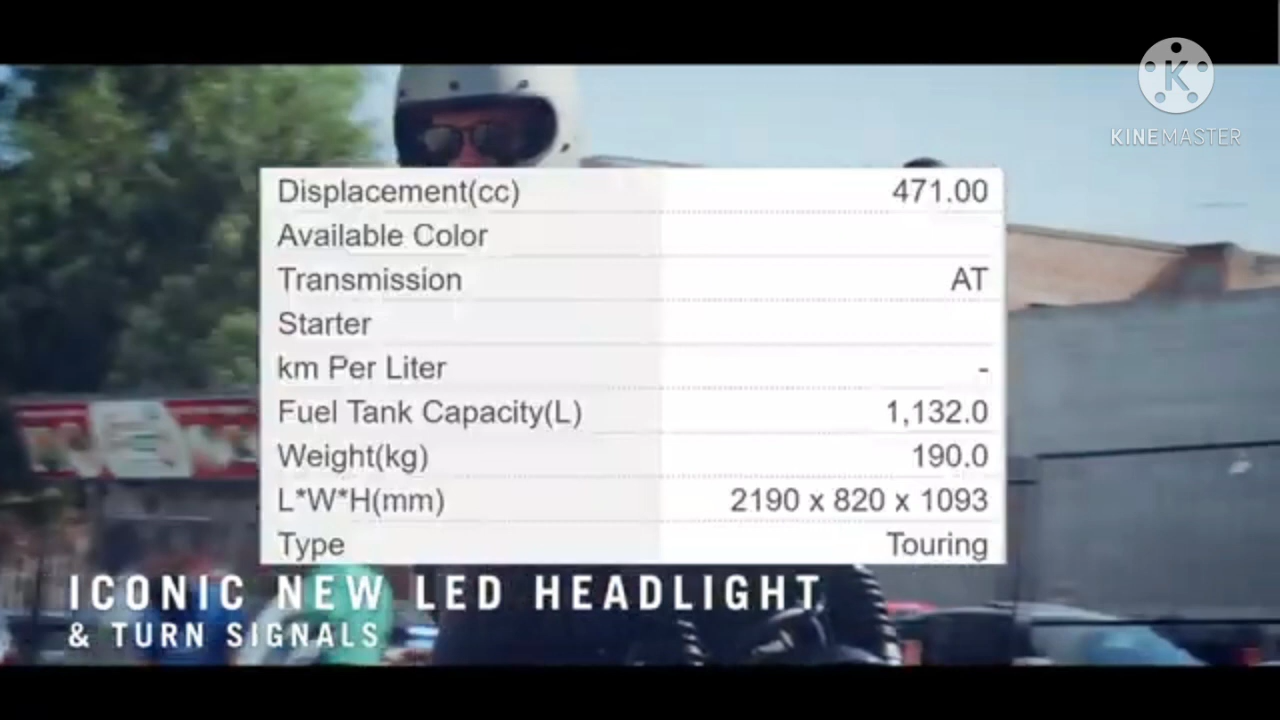 KINEMASTER
Displacement(cc) 471.00
Available Color
Transmission AT
Starter
km Per Liter -
Fuel Tank Capacity(L) 1,132.0
Weight(kg) 190.0
L*W*H(mm) 2190 x 820 x 1093
Type Touring
ICONIC NEW LED HEADLIGHT
& TURN SIGNALS